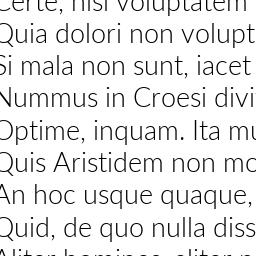 Certe, nisi voluptatem
Quia dolori non volupt
Si mala non sunt, iacet
Nummus in Croesi divi
Optime, inquam. Ita mu
Quis Aristidem non mo
An hoc usque quaque,
Quid, de quo nulla diss